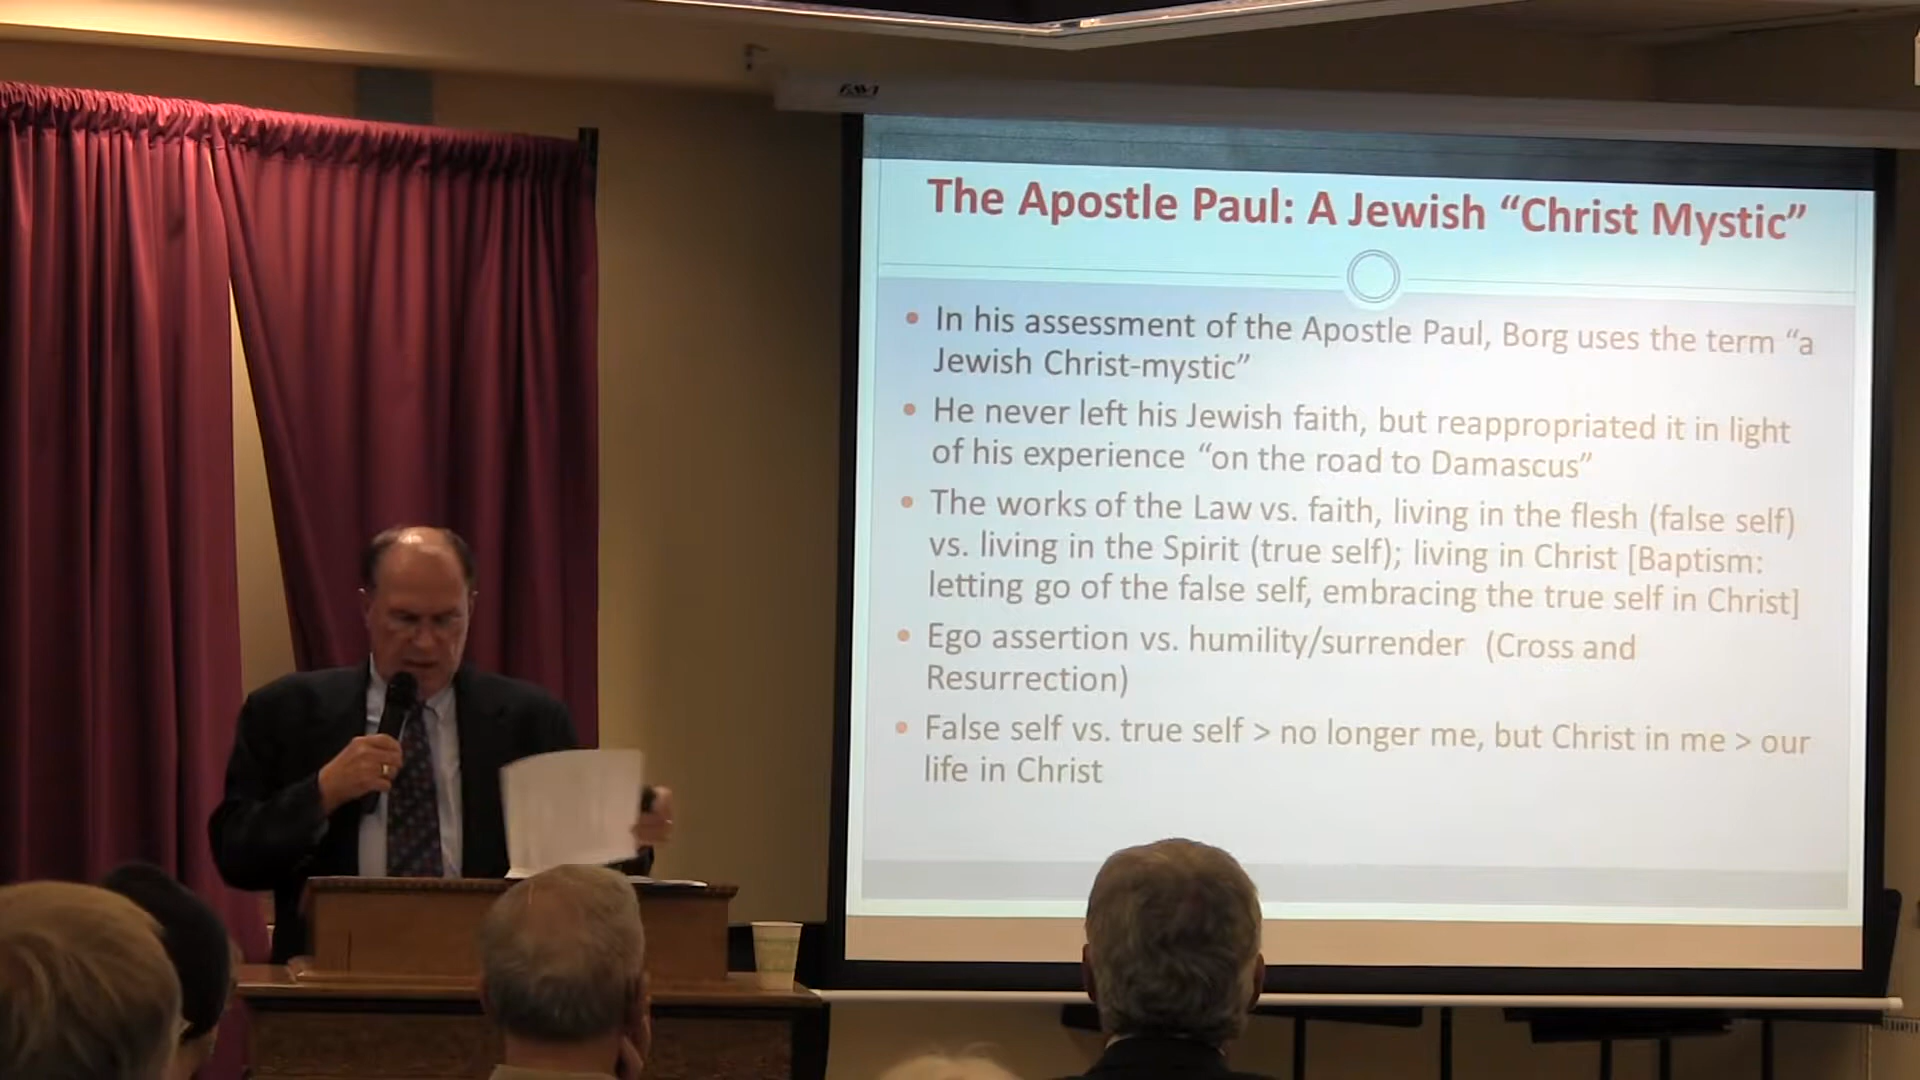 The Apostle Paul: A Jewish “Christ Mystic”
• In his assessment of the Apostle Paul, Borg uses the term “a
Jewish Christ-mystic”
• He never left his Jewish faith, but reappropriated it in light
of his experience “on the road to Damascus”
• The works of the Law vs. faith, living in the flesh (false self)
vs. living in the Spirit (true self); living in Christ [Baptism:
letting go of the false self, embracing the true self in Christ]
• Ego assertion vs. humility/surrender (Cross and
Resurrection)
• False self vs. true self > no longer me, but Christ in me > our
life in Christ